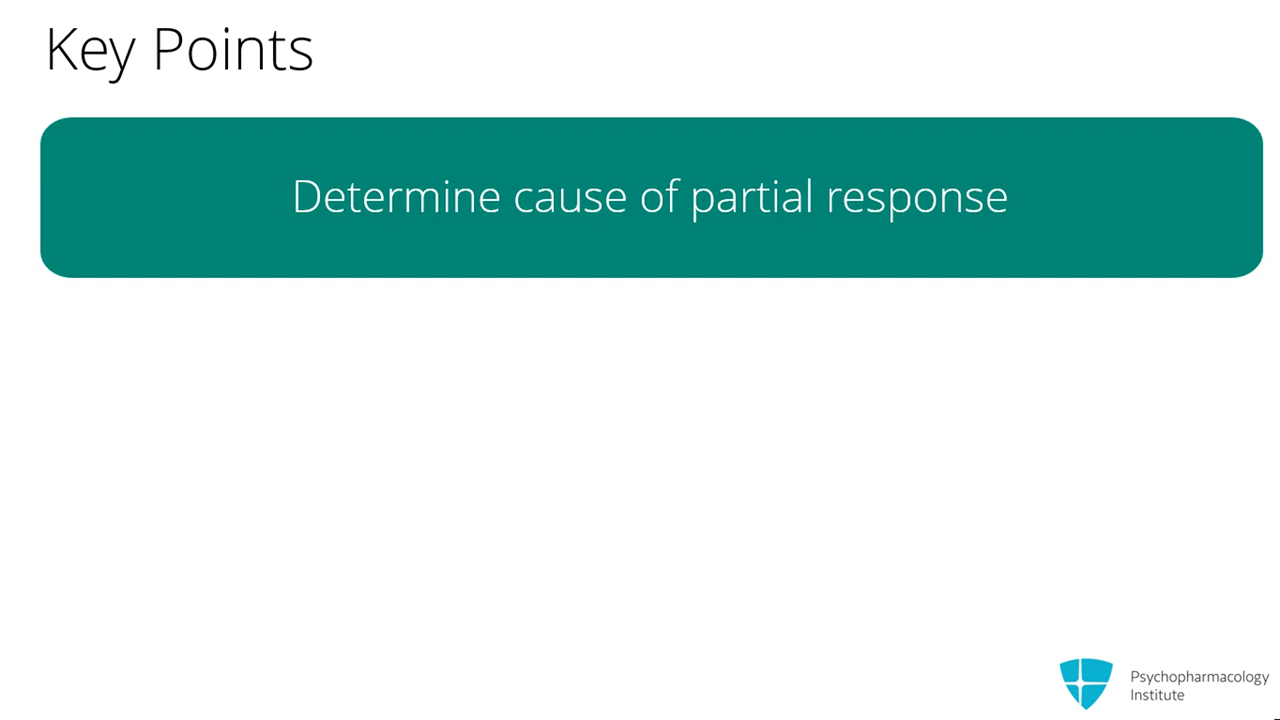 Key Points
Determine cause of partial response
Psychopharmacology
Institute